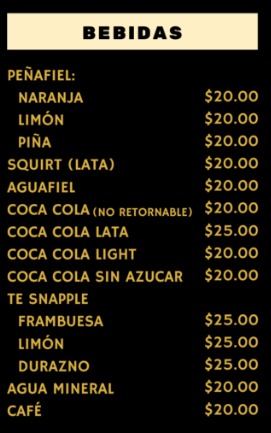 BEBIDAS
PEÑAFIEL:
NARANJA $20.00
LIMÓN $20.00
PIÑA $20.00
SQUIRT (LATA) $20.00
AGUAFIEL $20.00
COCA COLA (NO RETORNABLE) $20.00
COCA COLA LATA $25.00
COCA COLA LIGHT $20.00
COCA COLA SIN AZUCAR $20.00
TE SNAPPLE
FRAMBUESA $25.00
LIMÓN $25.00
DURAZNO $25.00
AGUA MINERAL $20.00
CAFÉ $20.00